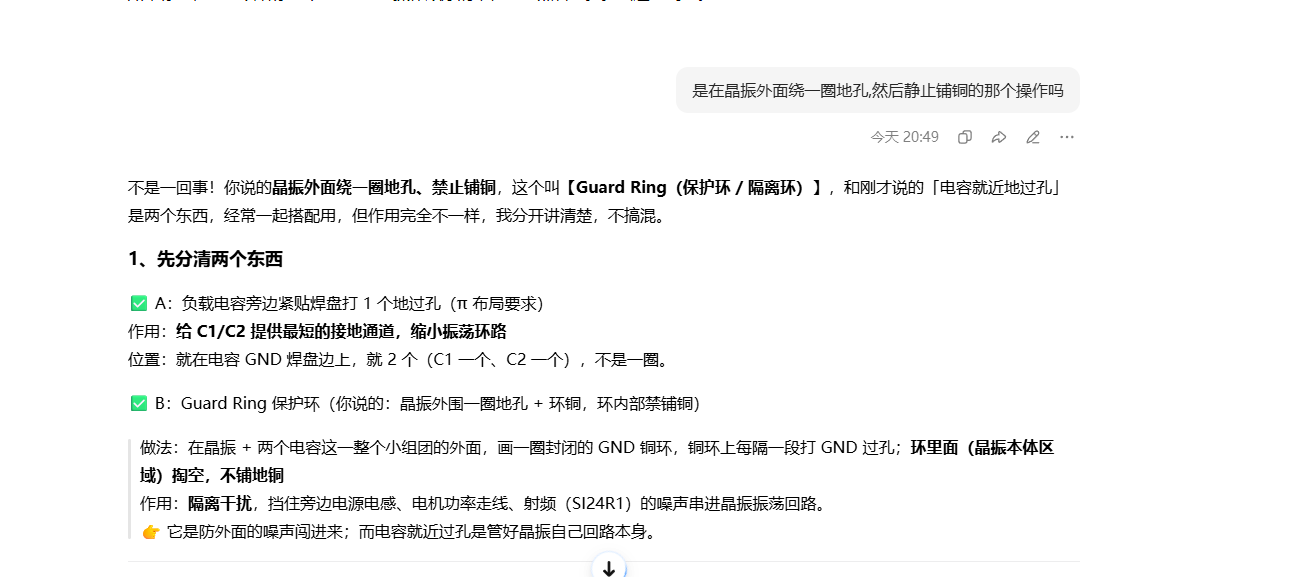 是在晶振外面绕一圈地孔,然后静止铺铜的那个操作吗
今天 20:49
不是一回事！你说的晶振外面绕一圈地孔、禁止铺铜，这个叫【Guard Ring（保护环 / 隔离环）】，和刚才说的「电容就近地过孔」
是两个东西，经常一起搭配用，但作用完全不一样，我分开讲清楚，不搞混。
1、先分清两个东西
✅ A：负载电容旁边紧贴焊盘打 1 个地过孔（π 布局要求）
作用：给 C1/C2 提供最短的接地通道，缩小振荡环路
位置：就在电容 GND 焊盘边上，就 2 个（C1 一个、C2 一个），不是一圈。
✅ B：Guard Ring 保护环（你说的：晶振外围一圈地孔 + 环铜，环内部禁铺铜）
做法：在晶振 + 两个电容这一整个小组团的外面，画一圈封闭的 GND 铜环，铜环上每隔一段打 GND 过孔；环里面（晶振本体区
域）掏空，不铺地铜
作用：隔离干扰，挡住旁边电源电感、电机功率走线、射频（SI24R1）的噪声串进晶振振荡回路。
👉 它是防外面的噪声闯进来；而电容就近过孔是管好晶振自己回路本身。